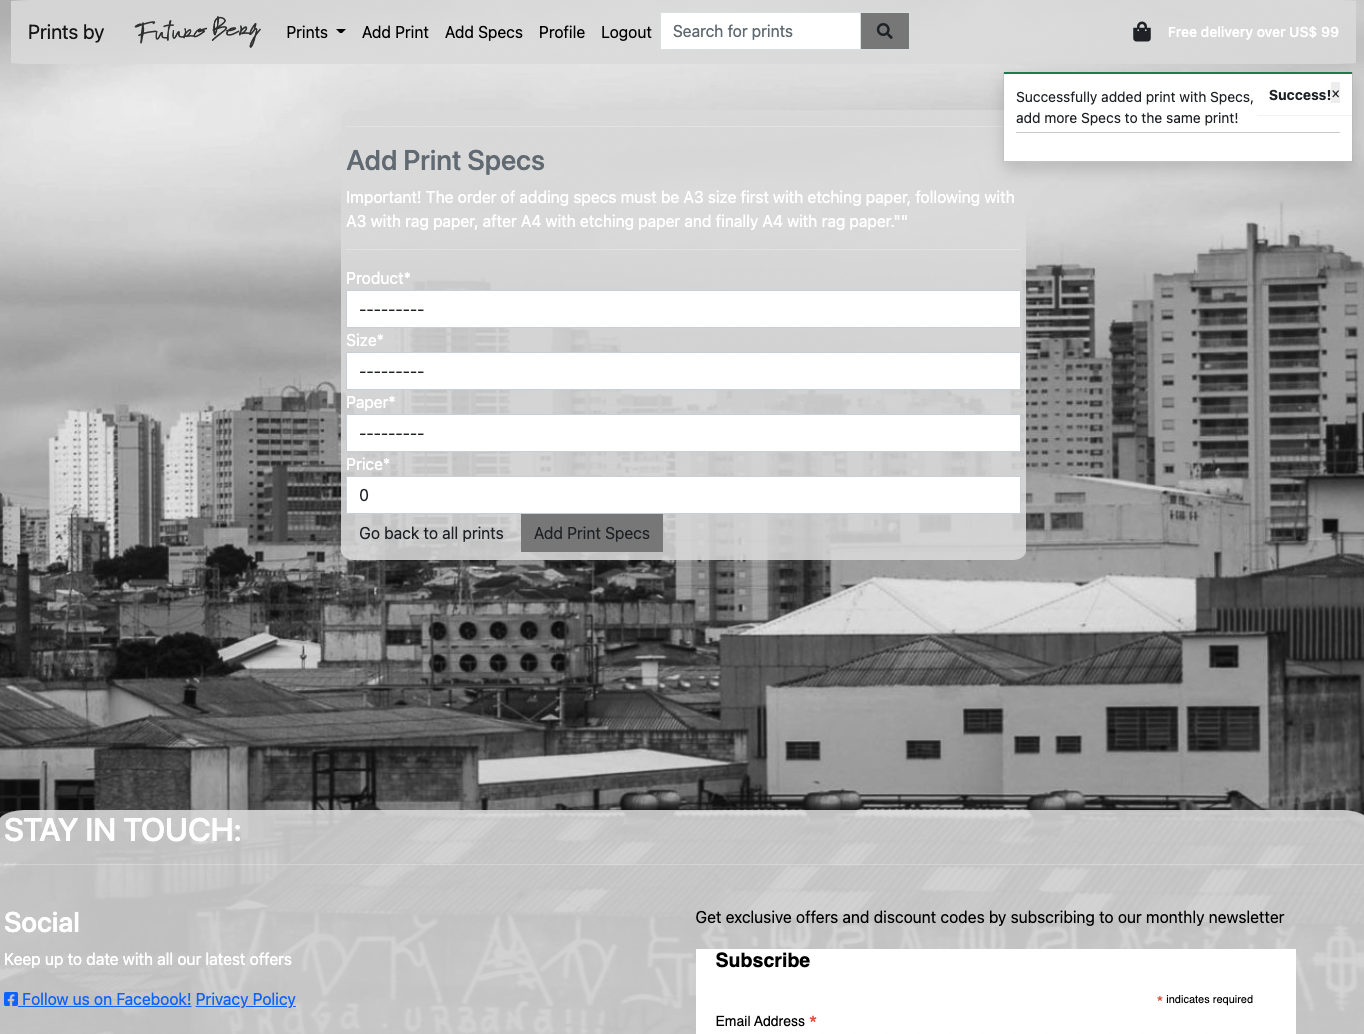 Prints by
Futuro Berg
Prints
Add Print
Add Specs
Profile
Logout
Search for prints
Free delivery over US$ 99
Successfully added print with Specs,
add more Specs to the same print!
Success!×
Add Print Specs
Important! The order of adding specs must be A3 size first with etching paper, following with
A3 with rag paper, after A4 with etching paper and finally A4 with rag paper.""
Product*
---------
Size*
---------
Paper*
---------
Price*
0
Go back to all prints
Add Print Specs
STAY IN TOUCH:
Social
Keep up to date with all our latest offers
Follow us on Facebook! Privacy Policy
Get exclusive offers and discount codes by subscribing to our monthly newsletter
Subscribe
* indicates required
Email Address *